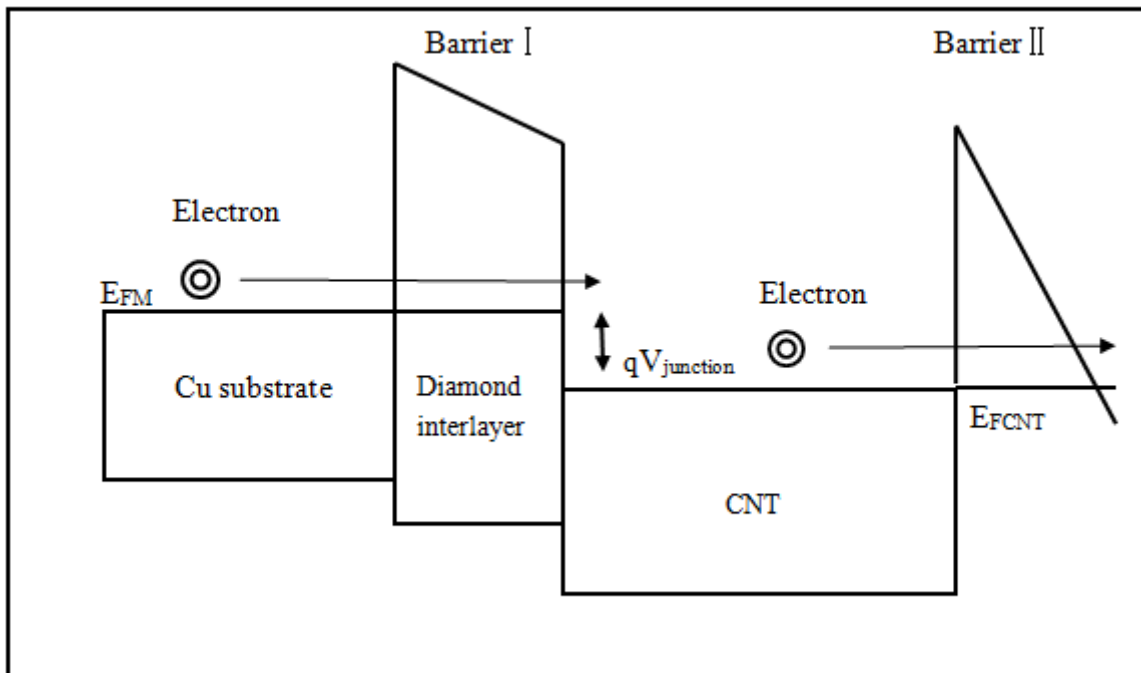 Barrier Ⅰ
Barrier Ⅱ
Electron
EFM
Electron
qVjunction
Cu substrate
Diamond
interlayer
EFCNT
CNT